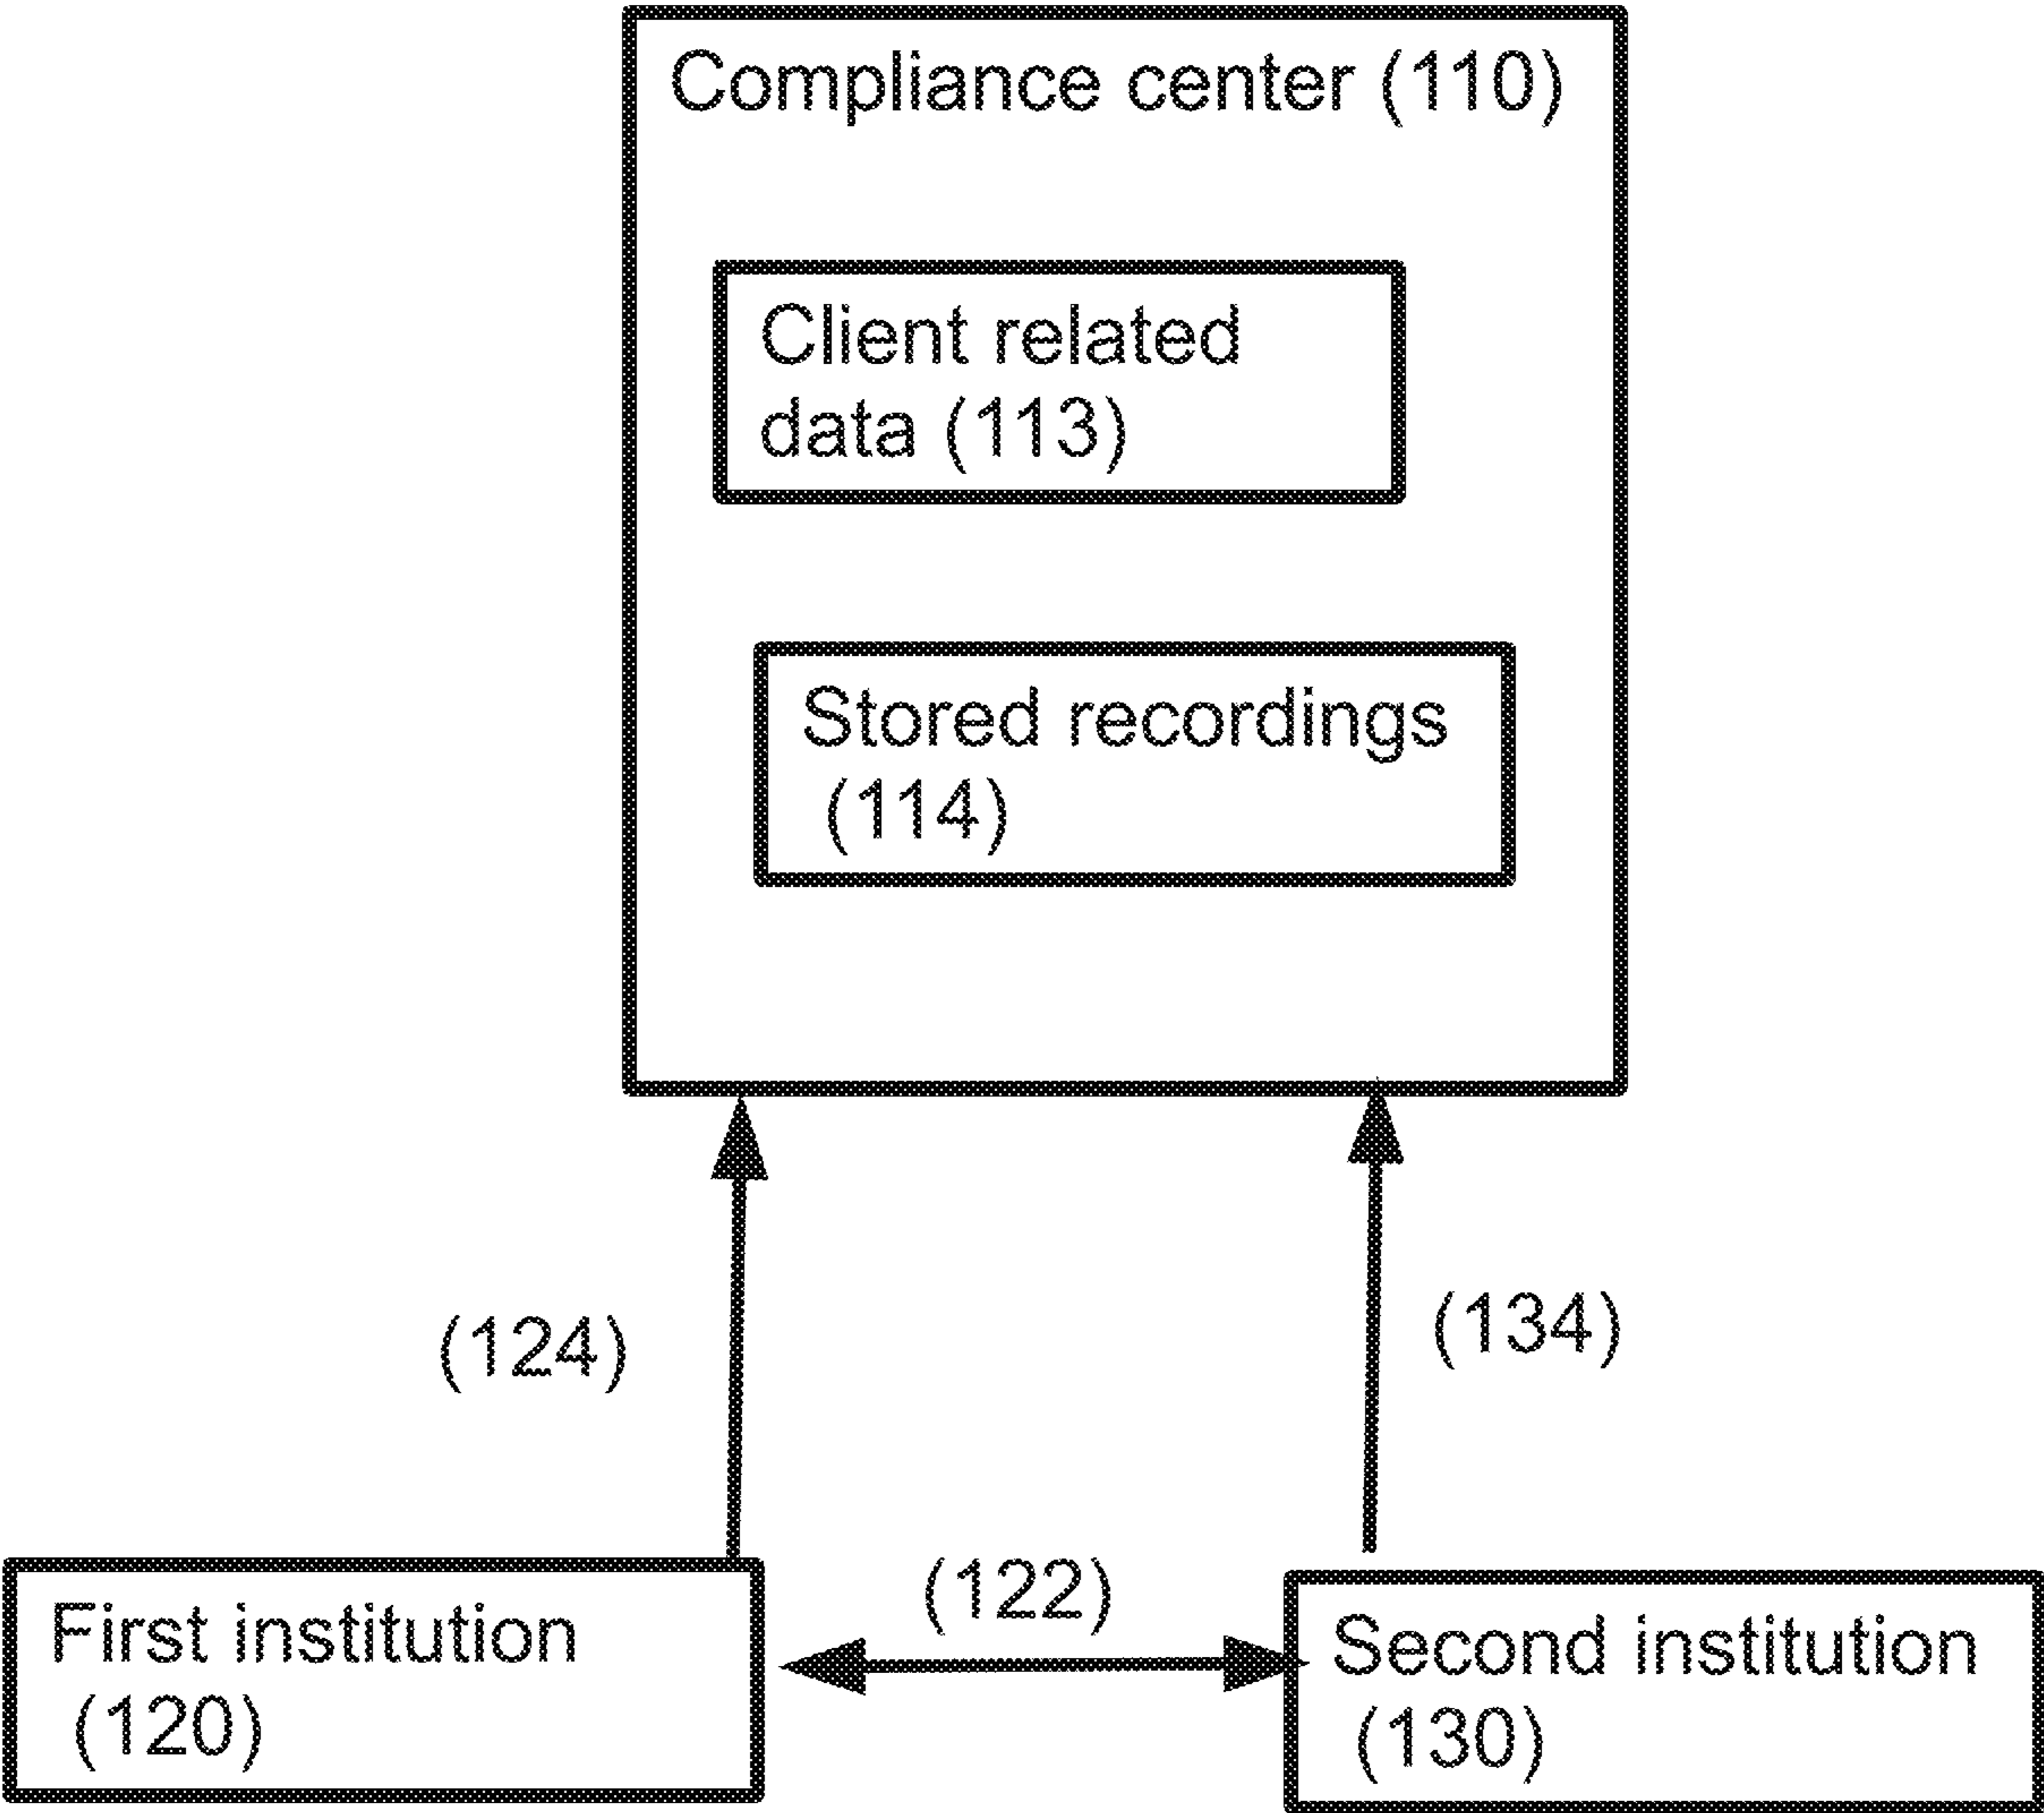 Compliance center (110)
Client related
data (113)
Stored recordings
(114)
(124)
(134)
(122)
First institution
(120)
Second institution
(130)